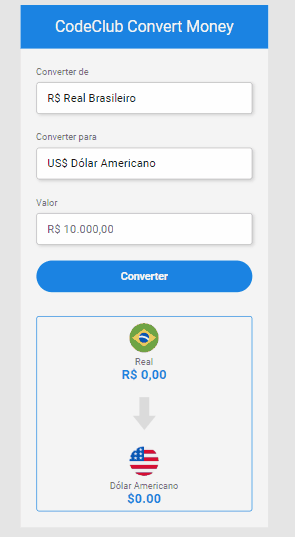 CodeClub Convert Money
Converter de
R$ Real Brasileiro
Converter para
US$ Dólar Americano
Valor
R$ 10.000,00
Converter
Real
R$ 0,00
Dólar Americano
$0.00